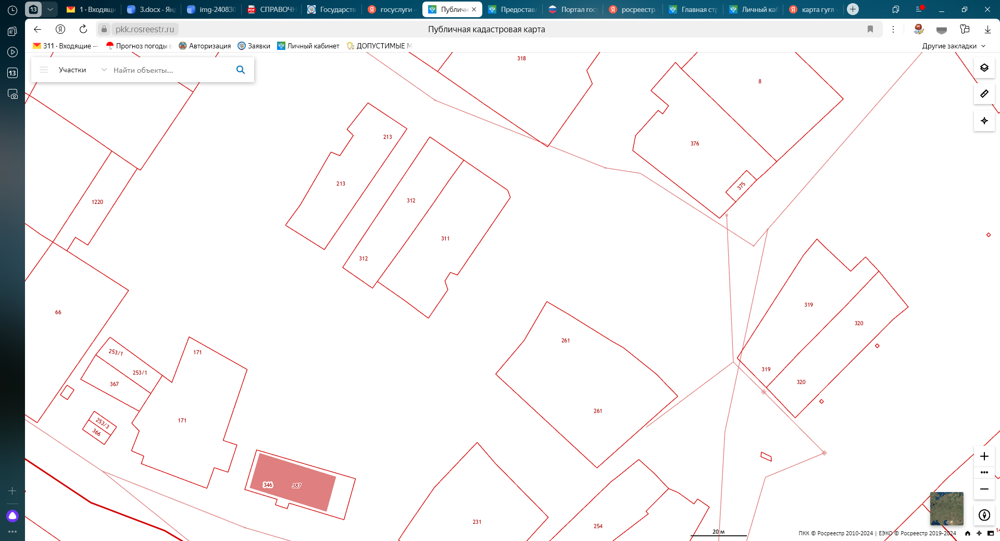 13
1 · Входящи
3.docx - Янд
img-240830
СПРАВОЧН
Государств
госуслуги –
Публичн
Предостав
Портал гос
росреестр –
Главная стр
Личный каб
карта гугл –
pkk.rosreestr.ru
Публичная кадастровая карта
311 · Входящие —
Прогноз погоды в
Авторизация
Заявки
Личный кабинет
ДОПУСТИМЫЕ М
Другие закладки
13
Участки
Найти объекты...
318
8
213
376
213
375
312
1220
311
312
319
66
320
261
253/1
171
319
253/1
367
320
261
171
253/3
366
346
387
231
254
20 м
ПКК © Росреестр 2010-2024 | ЕЭКО © Росреестр 2019-2024